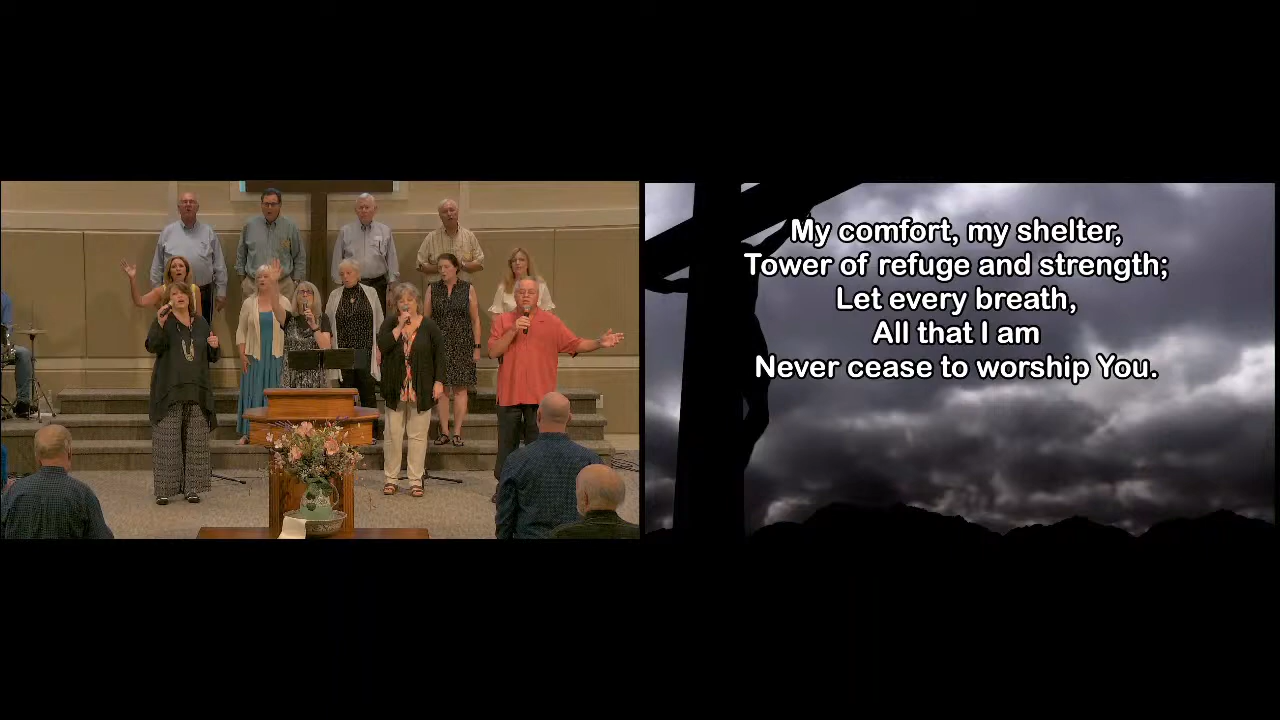 My comfort, my shelter,
Tower of refuge and strength;
Let every breath,
All that I am
Never cease to worship You.